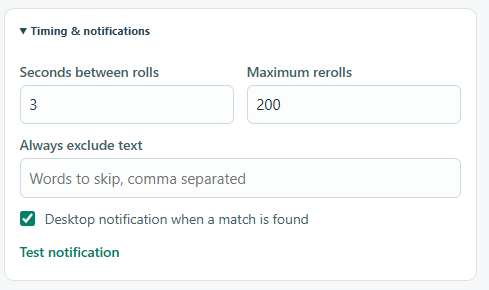 Timing & notifications
Seconds between rolls
Maximum rerolls
3
200
Always exclude text
Words to skip, comma separated
Desktop notification when a match is found
Test notification